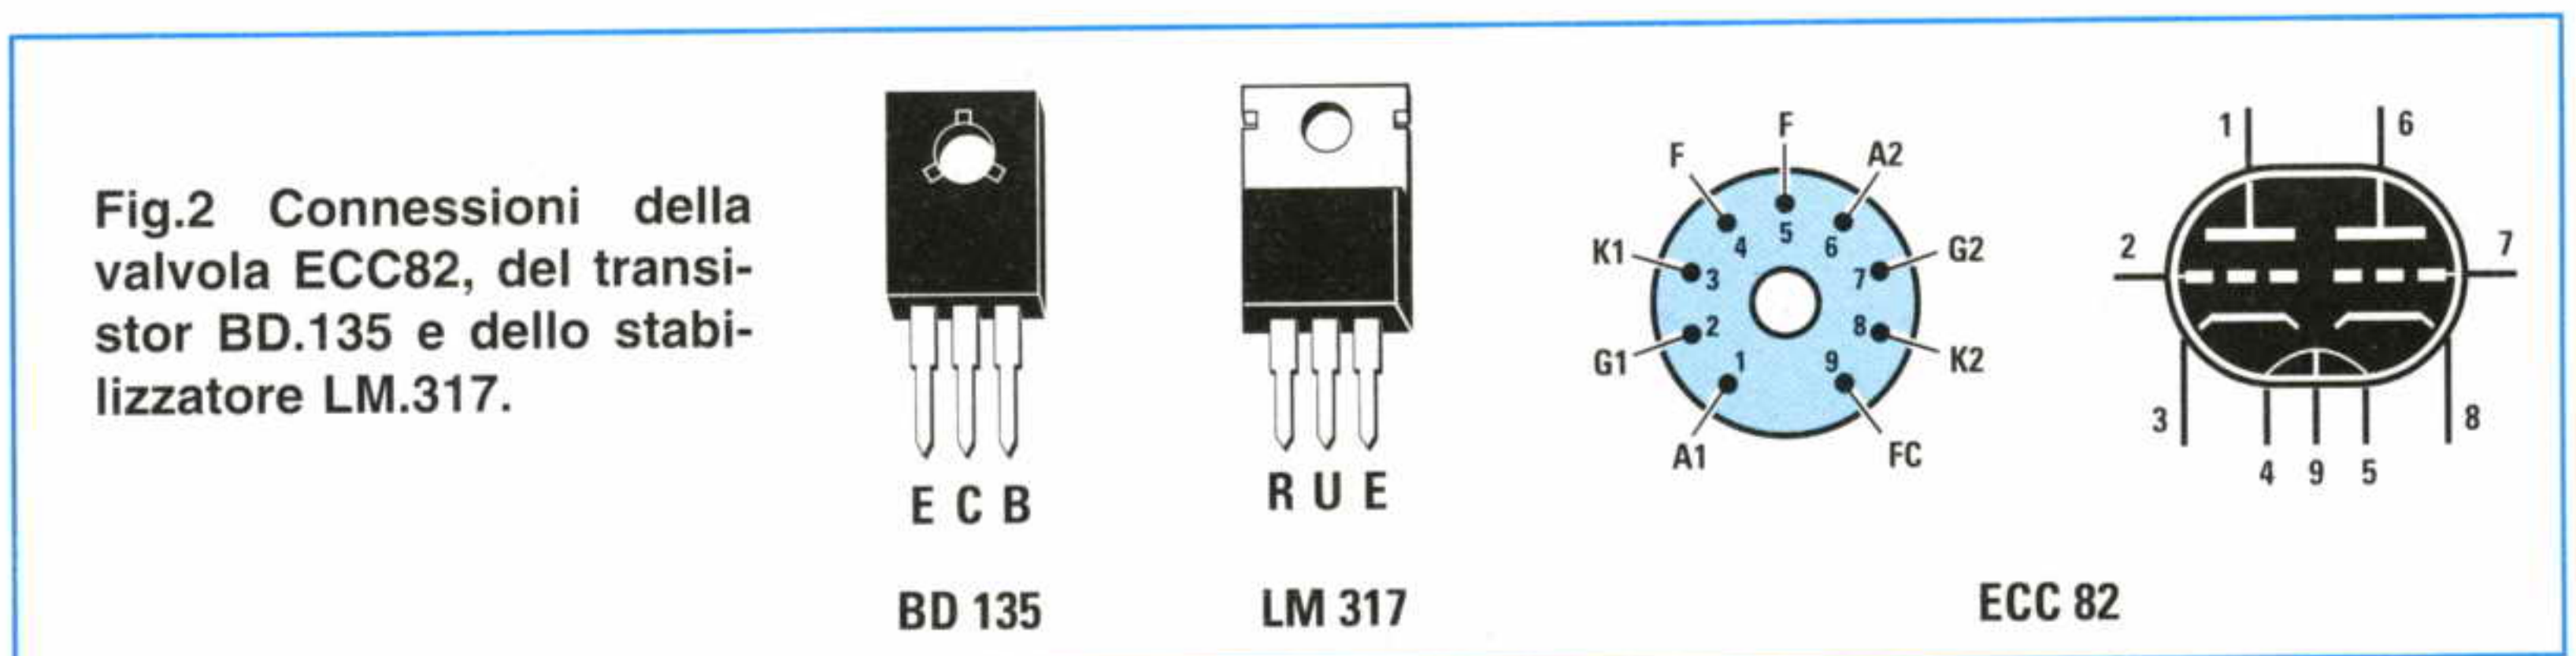 Fig.2 Connessioni della
valvola ECC82, del transi-
stor BD.135 e dello stabi-
lizzatore LM.317.
E C B
BD 135
R U E
LM 317
F
F
A2
K1
G2
G1
K2
A1
FC
4
5
6
3
7
2
8
1
9
1
6
2
7
3
8
4
9
5
ECC 82